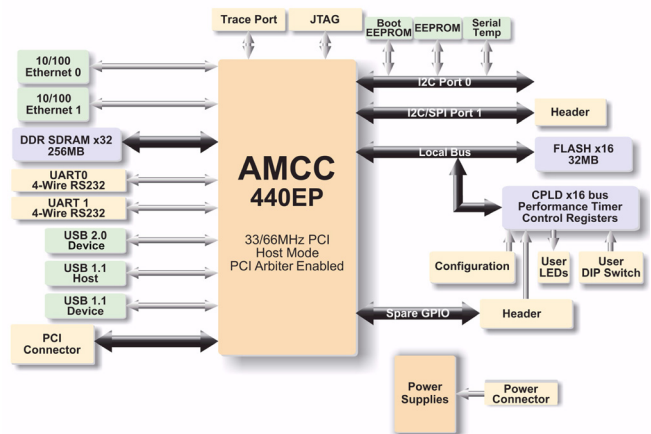 Trace Port
JTAG
Boot
EEPROM
EEPROM
Serial
Temp
10/100
Ethernet 0
10/100
Ethernet 1
DDR SDRAM x32
256MB
UART0
4-Wire RS232
UART 1
4-Wire RS232
USB 2.0
Device
USB 1.1
Host
USB 1.1
Device
PCI
Connector
AMCC
440EP
33/66MHz PCI
Host Mode
PCI Arbiter Enabled
I2C Port 0
I2C/SPI Port 1
Header
Local Bus
FLASH x16
32MB
CPLD x16 bus
Performance Timer
Control Registers
Configuration
User
LEDs
User
DIP Switch
Spare GPIO
Header
Power
Supplies
Power
Connector